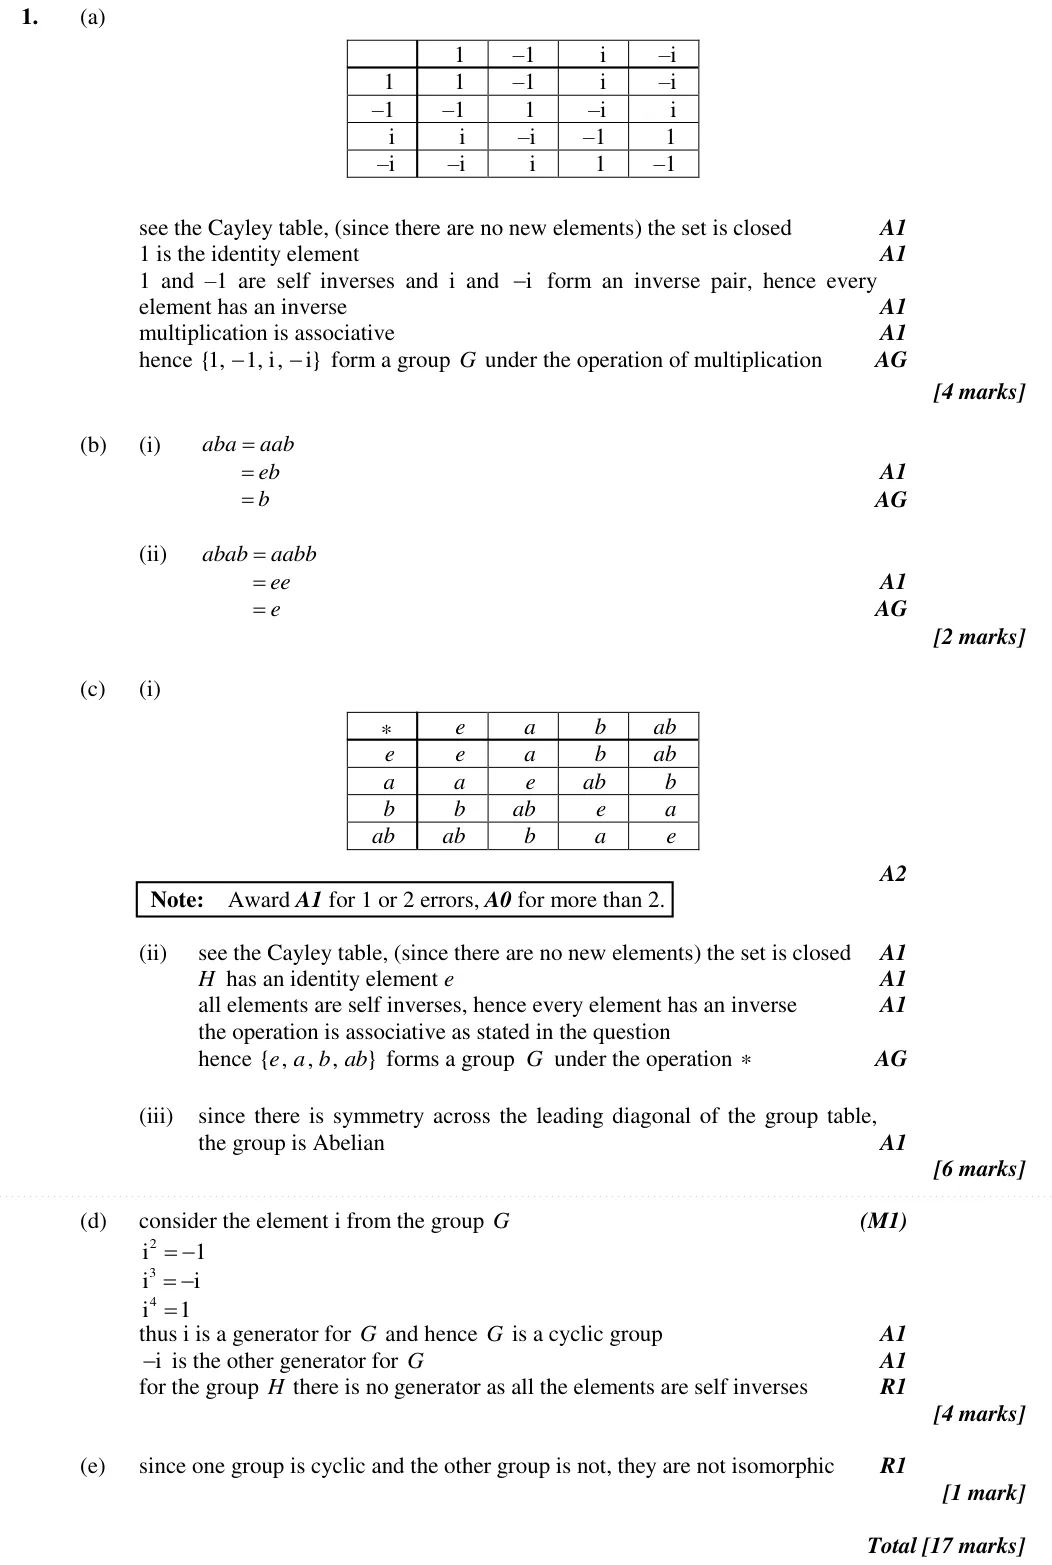 1. (a)
1 –1 i –i
1 1 –1 i –i
–1 –1 1 –i i
i i –i –1 1
–i –i i 1 –1
see the Cayley table, (since there are no new elements) the set is closed A1
1 is the identity element A1
1 and –1 are self inverses and i and −i form an inverse pair, hence every
element has an inverse A1
multiplication is associative A1
hence {1, −1, i, −i} form a group G under the operation of multiplication AG
[4 marks]
(b) (i) aba = aab
= eb A1
= b AG
(ii) abab = aabb
= ee A1
= e AG
[2 marks]
(c) (i)
∗ e a b ab
e e a b ab
a a e ab b
b b ab e a
ab ab b a e
A2
Note: Award A1 for 1 or 2 errors, A0 for more than 2.
(ii) see the Cayley table, (since there are no new elements) the set is closed A1
H has an identity element e A1
all elements are self inverses, hence every element has an inverse A1
the operation is associative as stated in the question
hence {e, a, b, ab} forms a group G under the operation ∗ AG
(iii) since there is symmetry across the leading diagonal of the group table,
the group is Abelian A1
[6 marks]
(d) consider the element i from the group G (M1)
i² = −1
i³ = −i
i⁴ = 1
thus i is a generator for G and hence G is a cyclic group A1
−i is the other generator for G A1
for the group H there is no generator as all the elements are self inverses R1
[4 marks]
(e) since one group is cyclic and the other group is not, they are not isomorphic R1
[1 mark]
Total [17 marks]